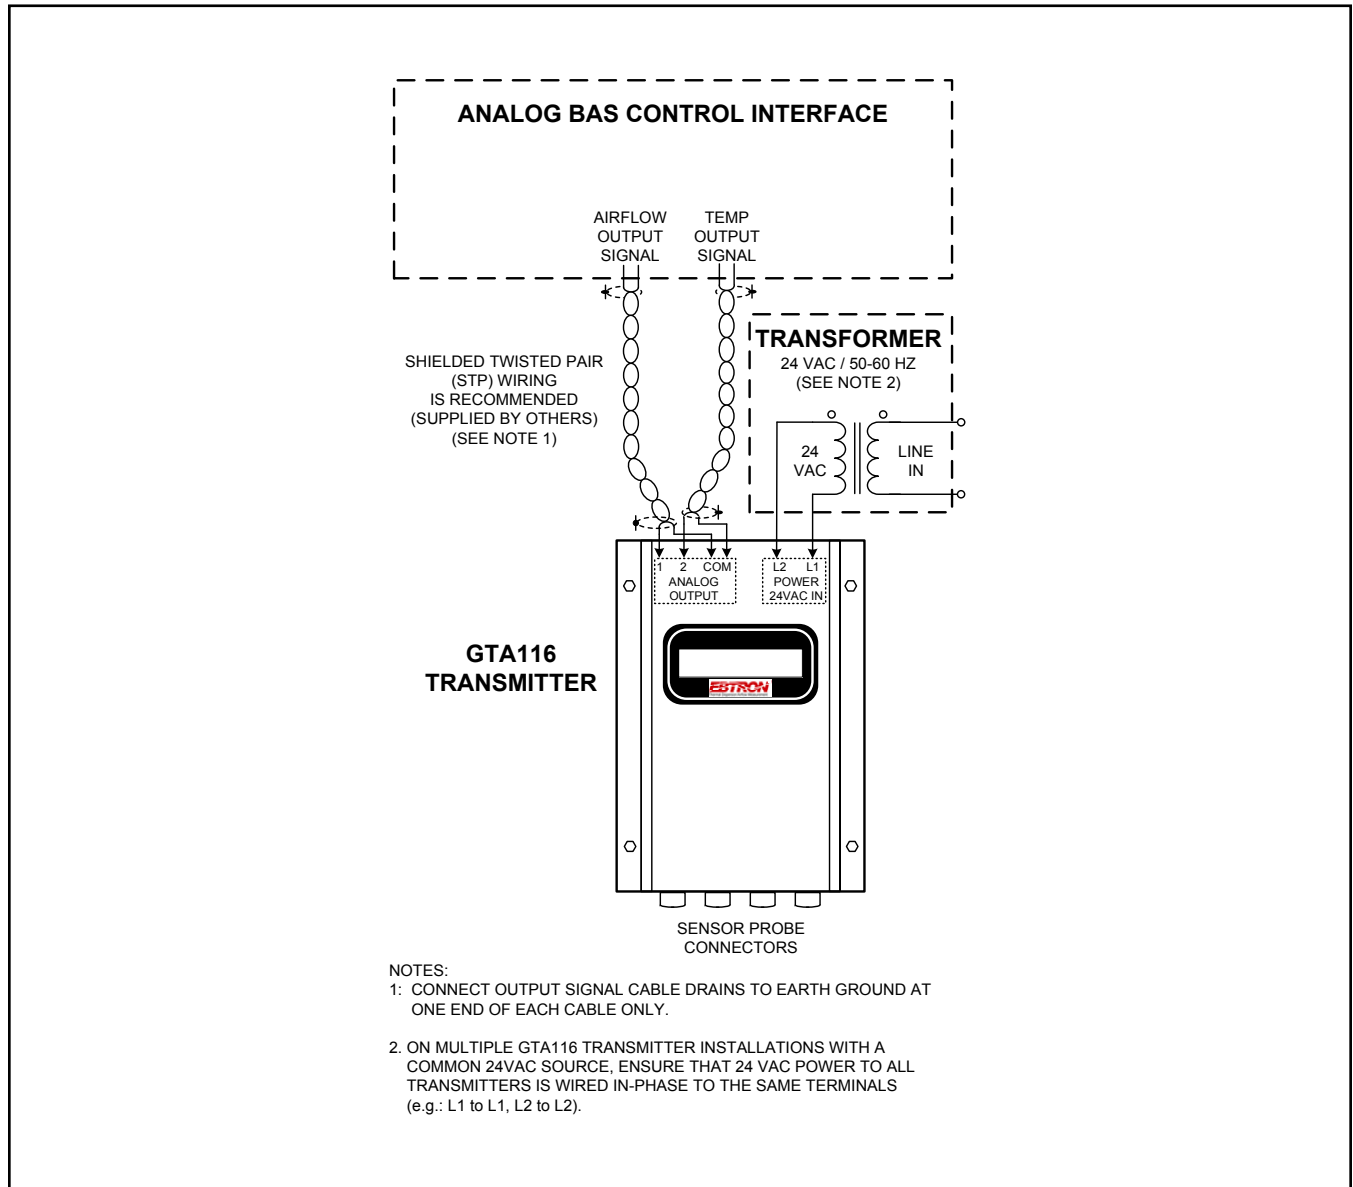 ANALOG BAS CONTROL INTERFACE
AIRFLOW
OUTPUT
SIGNAL
TEMP
OUTPUT
SIGNAL
SHIELDED TWISTED PAIR
(STP) WIRING
IS RECOMMENDED
(SUPPLIED BY OTHERS)
(SEE NOTE 1)
TRANSFORMER
24 VAC / 50-60 HZ
(SEE NOTE 2)
24
VAC
LINE
IN
1 2 COM
ANALOG
OUTPUT
L2 L1
POWER
24VAC IN
GTA116
TRANSMITTER
EBTRON
SENSOR PROBE
CONNECTORS
NOTES:
1: CONNECT OUTPUT SIGNAL CABLE DRAINS TO EARTH GROUND AT
ONE END OF EACH CABLE ONLY.
2. ON MULTIPLE GTA116 TRANSMITTER INSTALLATIONS WITH A
COMMON 24VAC SOURCE, ENSURE THAT 24 VAC POWER TO ALL
TRANSMITTERS IS WIRED IN-PHASE TO THE SAME TERMINALS
(e.g.: L1 to L1, L2 to L2).